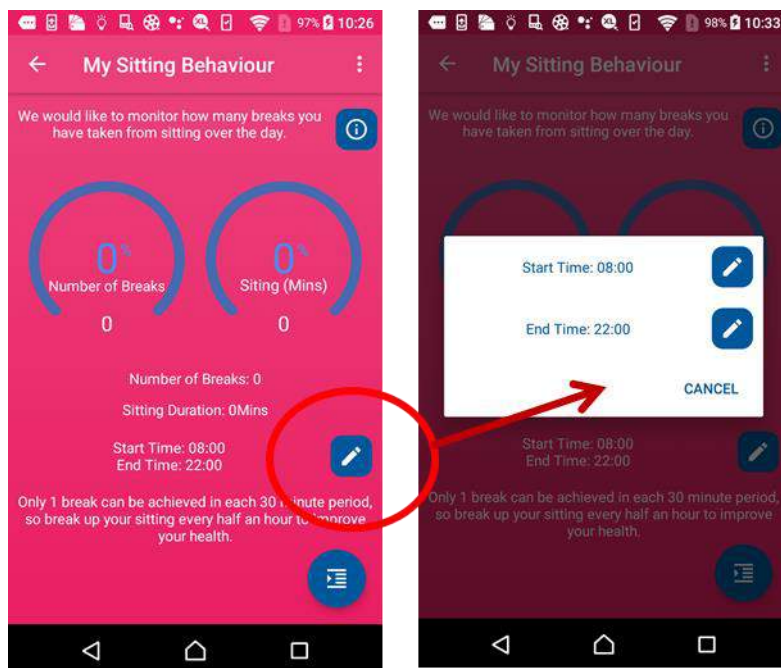 97% 10:26
My Sitting Behaviour
We would like to monitor how many breaks you
have taken from sitting over the day.
0%
Number of Breaks
0
0%
Siting (Mins)
0
Number of Breaks: 0
Sitting Duration: 0Mins
Start Time: 08:00
End Time: 22:00
Only 1 break can be achieved in each 30 minute period,
so break up your sitting every half an hour to improve
your health.
XL
98% 10:33
My Sitting Behaviour
We would like to monitor how many breaks you
have taken from sitting over the day.
Start Time: 08:00
End Time: 22:00
CANCEL
Start Time: 08:00
End Time: 22:00
Only 1 break can be achieved in each 30 minute period,
so break up your sitting every half an hour to improve
your health.